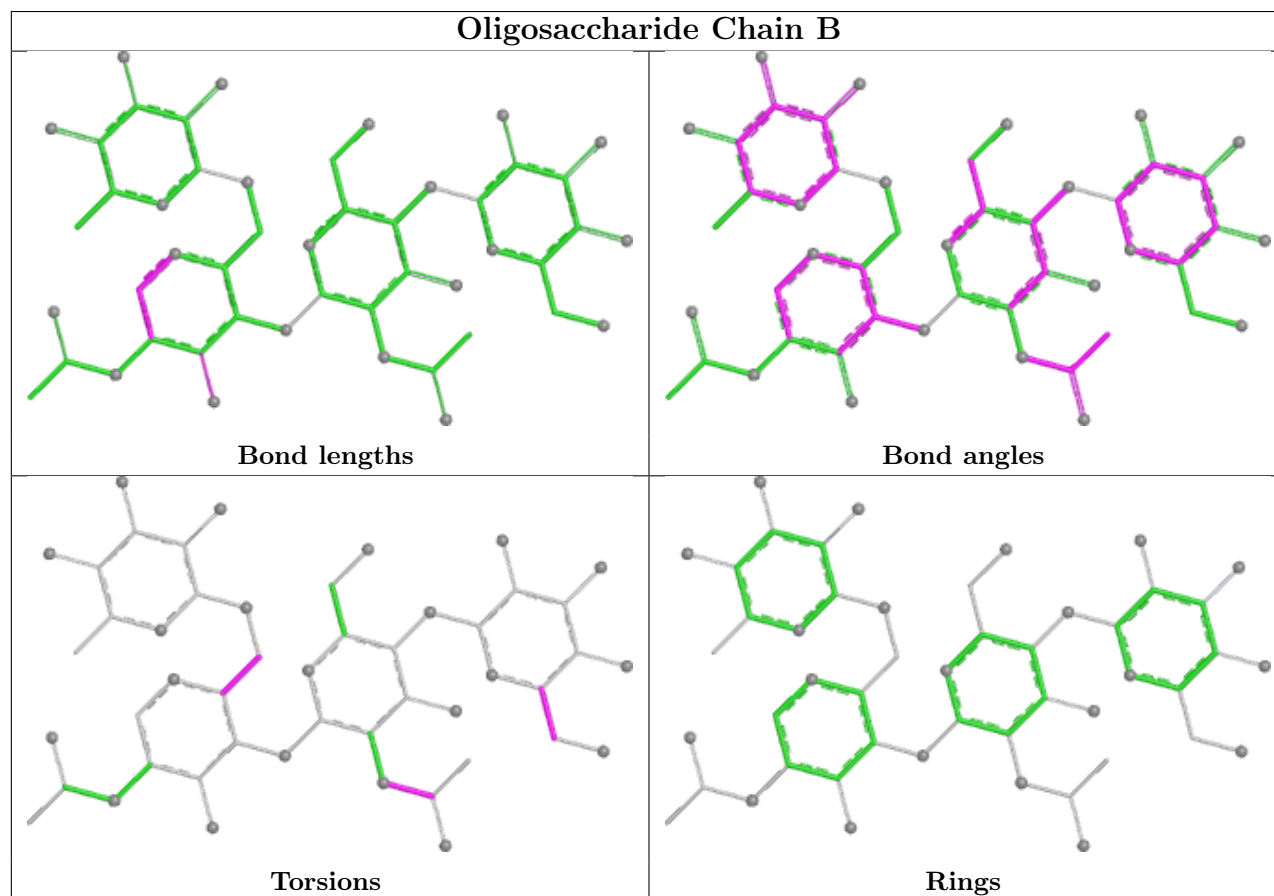 Oligosaccharide Chain B
Bond lengths
Bond angles
Torsions
Rings